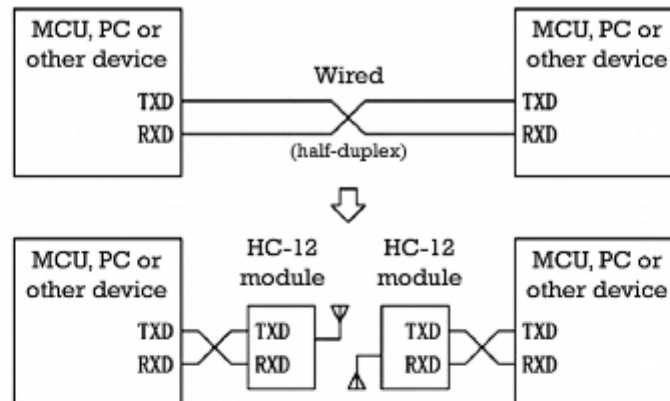 MCU, PC or
other device
TXD
RXD
Wired
(half-duplex)
MCU, PC or
other device
TXD
RXD
MCU, PC or
other device
TXD
RXD
HC-12
module
TXD
RXD
HC-12
module
TXD
RXD
MCU, PC or
other device
TXD
RXD